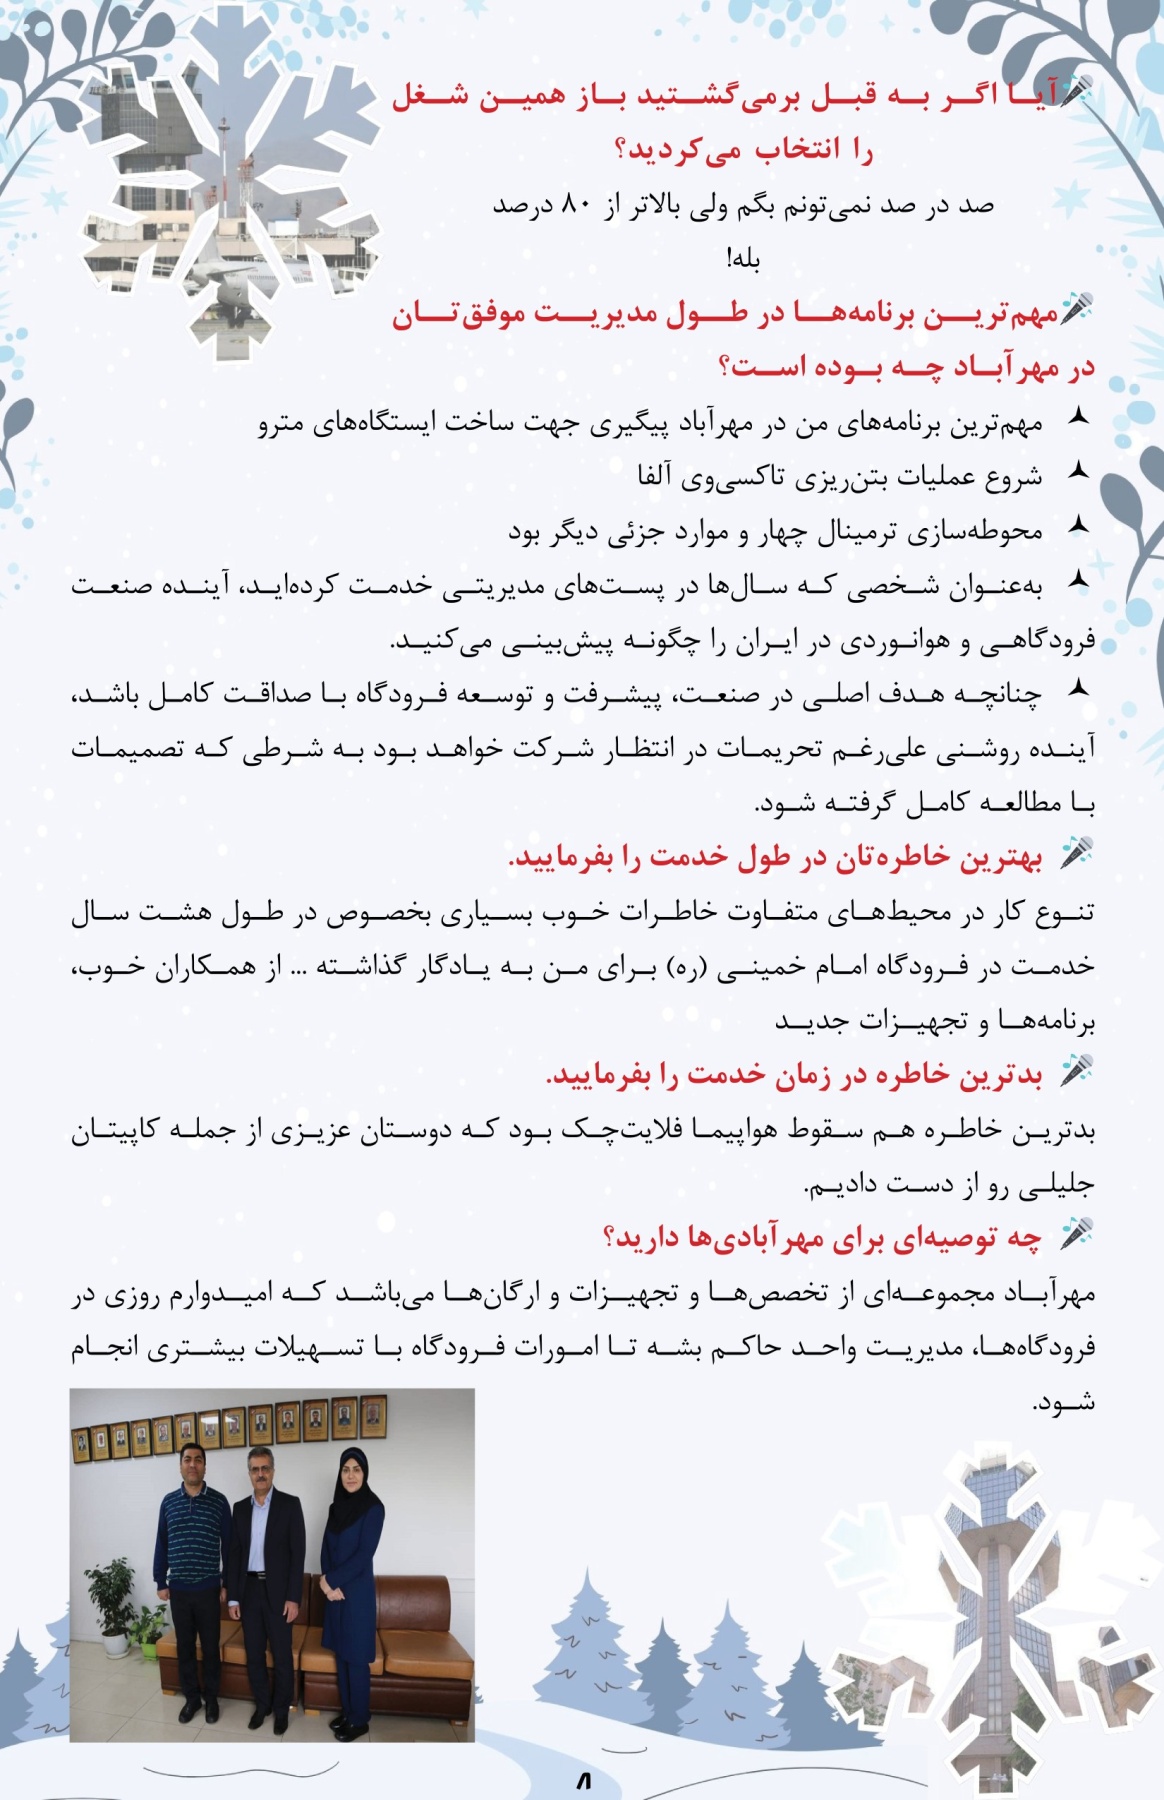 آیا اگر به قبل برمی‌گشتید باز همین شغل
را انتخاب می‌کردید؟
صد در صد نمی‌تونم بگم ولی بالاتر از ۸۰ درصد
بله!
مهم‌ترین برنامه‌ها در طول مدیریت موفق‌تان
در مهرآباد چه بوده است؟
مهم‌ترین برنامه‌های من در مهرآباد پیگیری جهت ساخت ایستگاه‌های مترو
شروع عملیات بتن‌ریزی تاکسی‌وی آلفا
محوطه‌سازی ترمینال چهار و موارد جزئی دیگر بود
به‌عنوان شخصی که سال‌ها در پست‌های مدیریتی خدمت کرده‌اید، آینده صنعت
فرودگاهی و هوانوردی در ایران را چگونه پیش‌بینی می‌کنید.
چنانچه هدف اصلی در صنعت، پیشرفت و توسعه فرودگاه با صداقت کامل باشد،
آینده روشنی علی‌رغم تحریمات در انتظار شرکت خواهد بود به شرطی که تصمیمات
با مطالعه کامل گرفته شود.
بهترین خاطره‌تان در طول خدمت را بفرمایید.
تنوع کار در محیط‌های متفاوت خاطرات خوب بسیاری بخصوص در طول هشت سال
خدمت در فرودگاه امام خمینی (ره) برای من به یادگار گذاشته ... از همکاران خوب،
برنامه‌ها و تجهیزات جدید
بدترین خاطره در زمان خدمت را بفرمایید.
بدترین خاطره هم سقوط هواپیما فلایت‌چک بود که دوستان عزیزی از جمله کاپیتان
جلیلی رو از دست دادیم.
چه توصیه‌ای برای مهرآبادی‌ها دارید؟
مهرآباد مجموعه‌ای از تخصص‌ها و تجهیزات و ارگان‌ها می‌باشد که امیدوارم روزی در
فرودگاه‌ها، مدیریت واحد حاکم بشه تا امورات فرودگاه با تسهیلات بیشتری انجام
شود.
۸